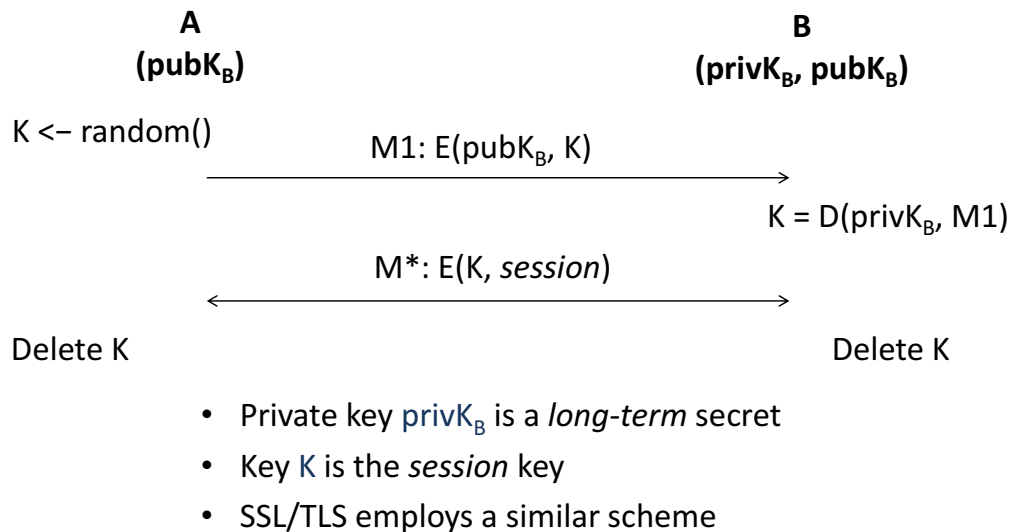 A
(pubK_B)
B
(privK_B, pubK_B)
K <− random()
M1: E(pubK_B, K)
K = D(privK_B, M1)
M*: E(K, session)
Delete K
Delete K
• Private key privK_B is a long-term secret
• Key K is the session key
• SSL/TLS employs a similar scheme